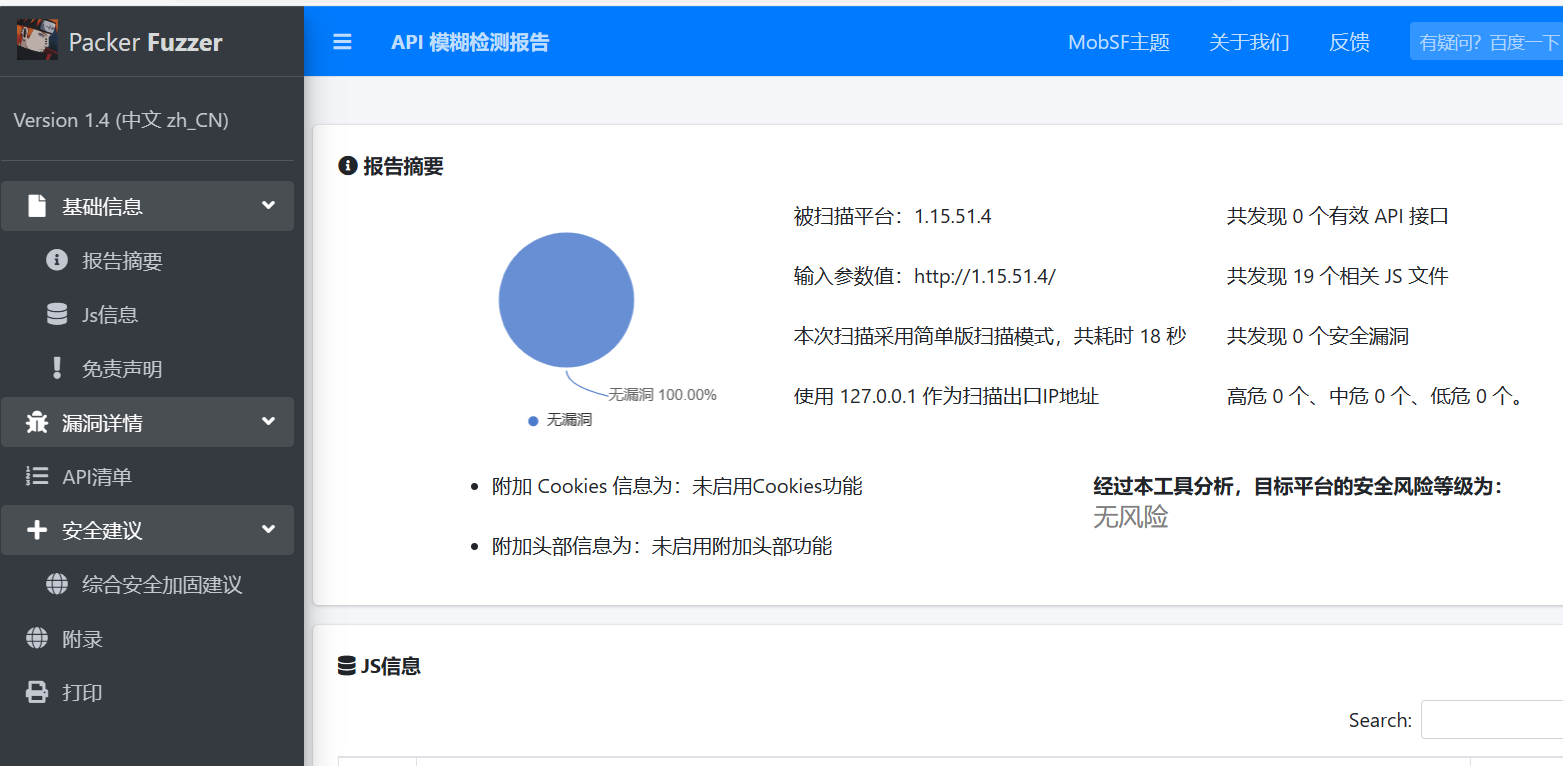 Packer Fuzzer
API 模糊检测报告
MobSF主题
关于我们
反馈
有疑问？百度一下
Version 1.4 (中文 zh_CN)
基础信息
报告摘要
Js信息
免责声明
漏洞详情
API清单
安全建议
综合安全加固建议
附录
打印
报告摘要
无漏洞 100.00%
无漏洞
被扫描平台：1.15.51.4
共发现 0 个有效 API 接口
输入参数值：http://1.15.51.4/
共发现 19 个相关 JS 文件
本次扫描采用简单版扫描模式，共耗时 18 秒
共发现 0 个安全漏洞
使用 127.0.0.1 作为扫描出口IP地址
高危 0 个、中危 0 个、低危 0 个。
附加 Cookies 信息为：未启用Cookies功能
附加头部信息为：未启用附加头部功能
经过本工具分析，目标平台的安全风险等级为：
无风险
JS信息
Search: